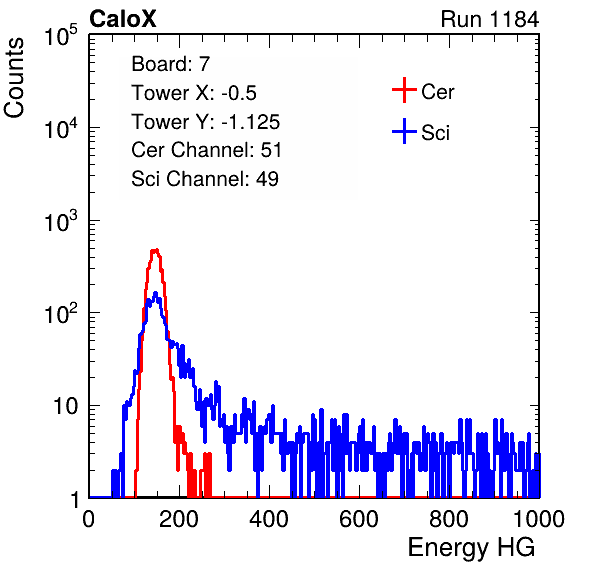 CaloX Run 1184
Counts
10^5
10^4
10^3
10^2
10
1
Board: 7
Tower X: -0.5
Tower Y: -1.125
Cer Channel: 51
Sci Channel: 49
Cer
Sci
0 200 400 600 800 1000
Energy HG